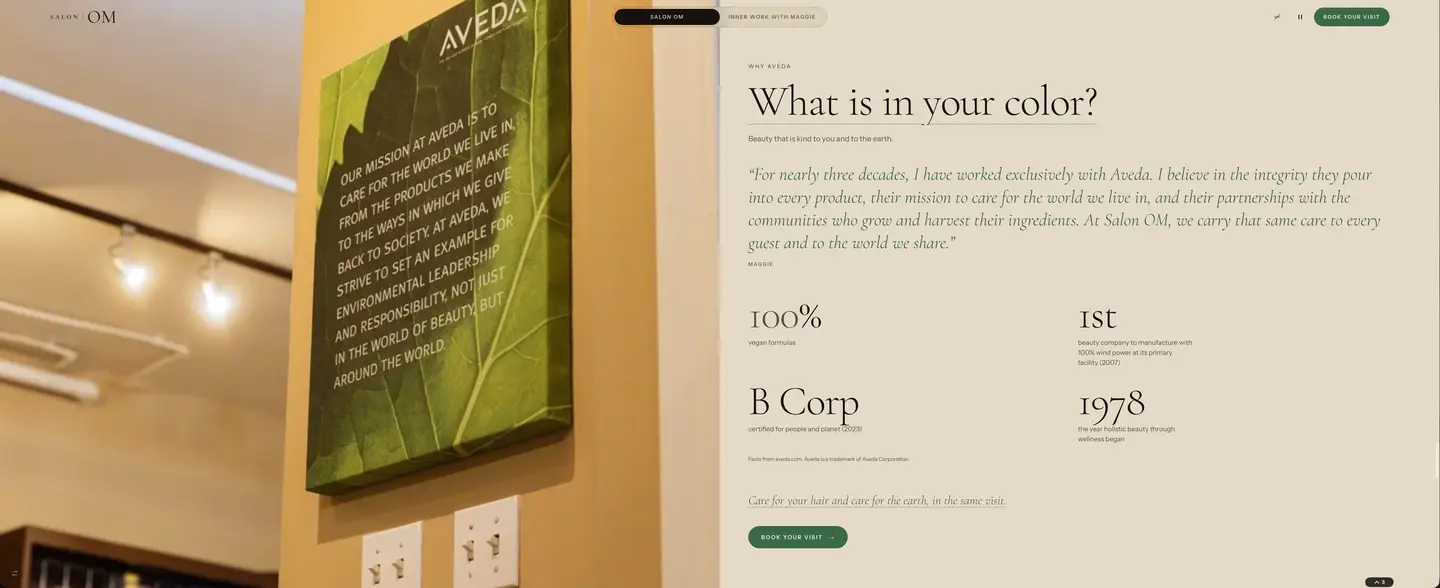 SALON OM
SALON OM
INNER WORK WITH MAGGIE
BOOK YOUR VISIT
AVEDA
OUR MISSION AT AVEDA IS TO
CARE FOR THE WORLD WE LIVE IN,
FROM THE PRODUCTS WE MAKE
TO THE WAYS IN WHICH WE GIVE
BACK TO SOCIETY. AT AVEDA, WE
STRIVE TO SET AN EXAMPLE FOR
ENVIRONMENTAL LEADERSHIP
AND RESPONSIBILITY, NOT JUST
IN THE WORLD OF BEAUTY, BUT
AROUND THE WORLD.
WHY AVEDA
What is in your color?
Beauty that is kind to you and to the earth.
“For nearly three decades, I have worked exclusively with Aveda. I believe in the integrity they pour
into every product, their mission to care for the world we live in, and their partnerships with the
communities who grow and harvest their ingredients. At Salon OM, we carry that same care to every
guest and to the world we share.”
MAGGIE
100%
vegan formulas
1st
beauty company to manufacture with
100% wind power at its primary
facility (2007)
B Corp
certified for people and planet (2023)
1978
the year holistic beauty through
wellness began
Facts from aveda.com. Aveda is a trademark of Aveda Corporation.
Care for your hair and care for the earth, in the same visit.
BOOK YOUR VISIT →
3